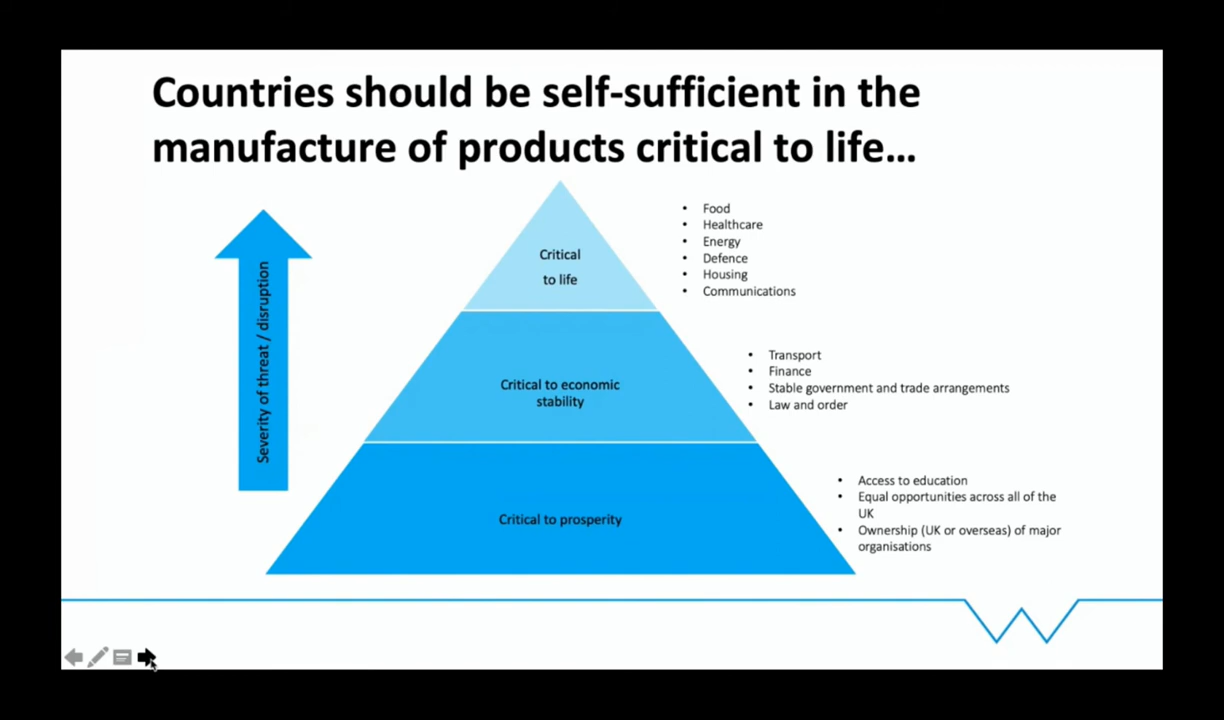 Countries should be self-sufficient in the
manufacture of products critical to life...
Severity of threat / disruption
Critical
to life
• Food
• Healthcare
• Energy
• Defence
• Housing
• Communications
Critical to economic
stability
• Transport
• Finance
• Stable government and trade arrangements
• Law and order
Critical to prosperity
• Access to education
• Equal opportunities across all of the
UK
• Ownership (UK or overseas) of major
organisations